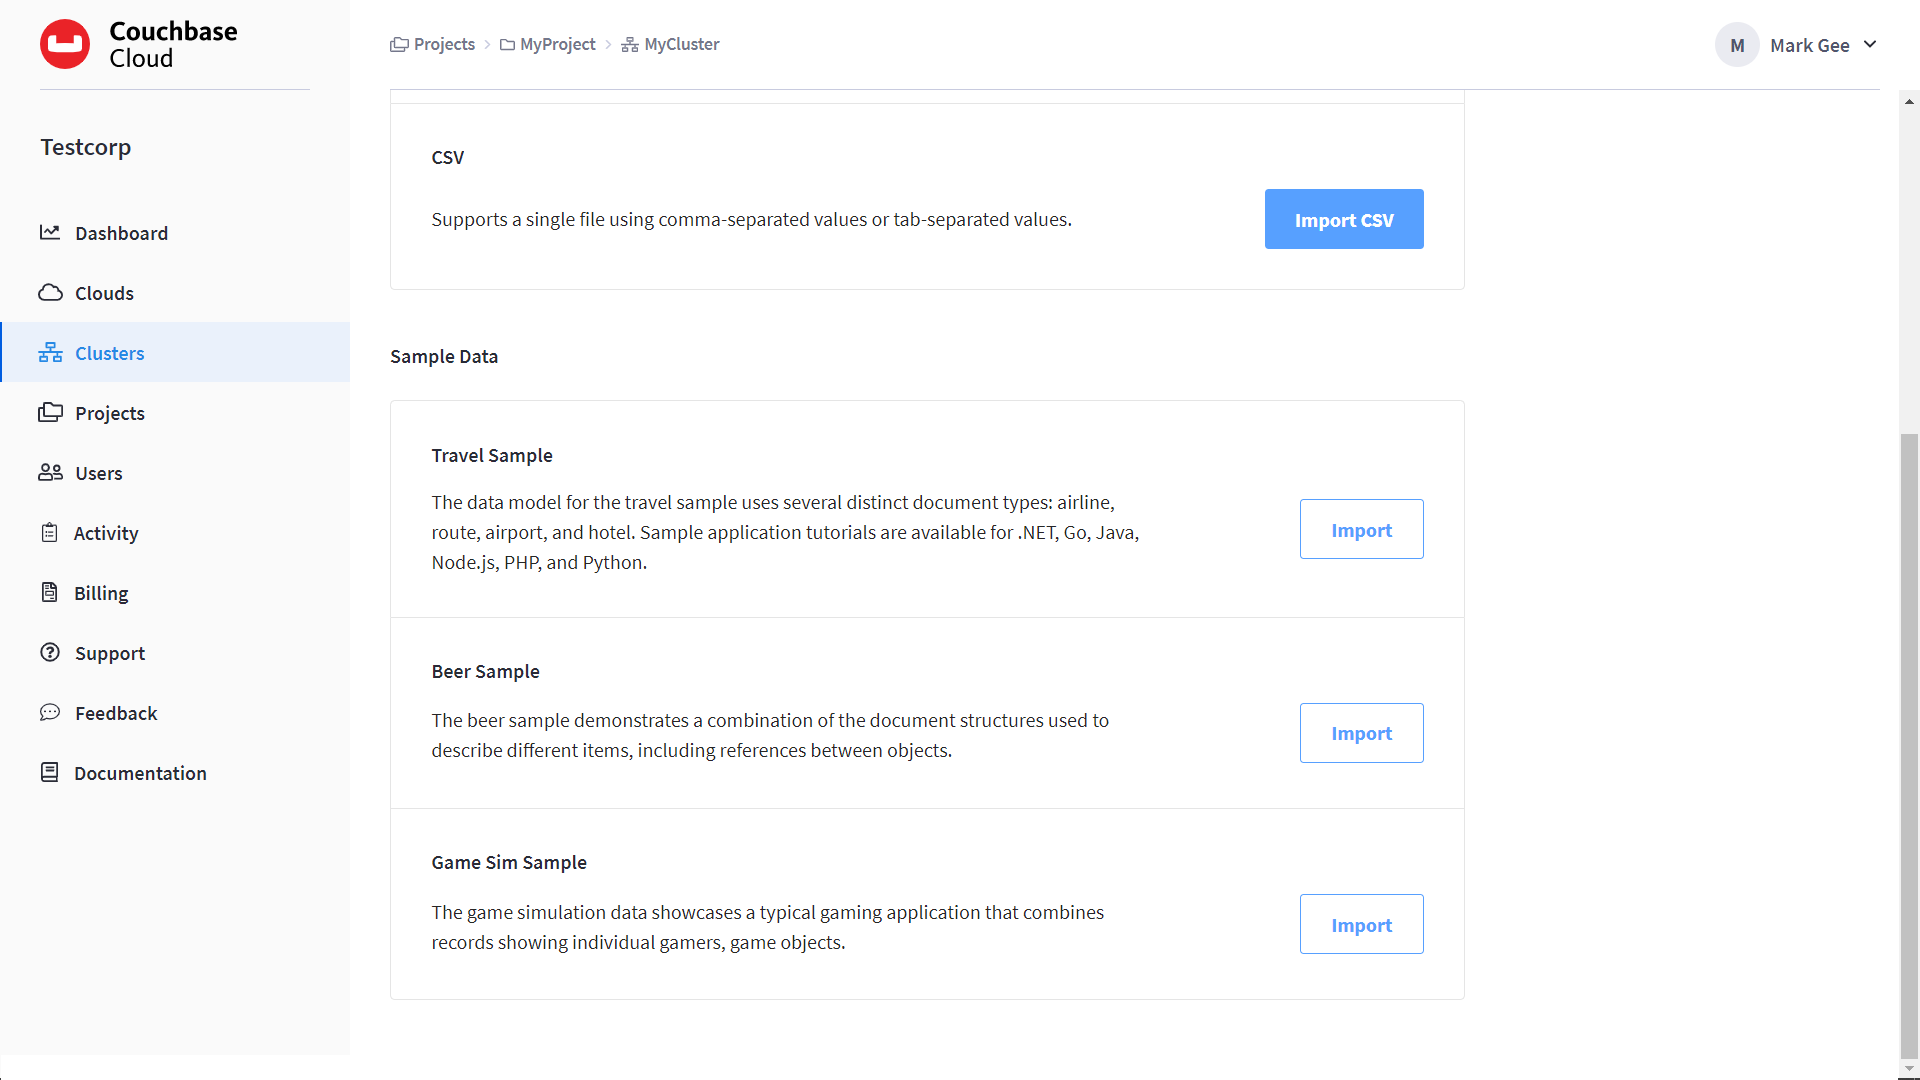 Couchbase
Cloud
Projects > MyProject > MyCluster
M Mark Gee
Testcorp
Dashboard
Clouds
Clusters
Projects
Users
Activity
Billing
Support
Feedback
Documentation
CSV
Supports a single file using comma-separated values or tab-separated values.
Import CSV
Sample Data
Travel Sample
The data model for the travel sample uses several distinct document types: airline,
route, airport, and hotel. Sample application tutorials are available for .NET, Go, Java,
Node.js, PHP, and Python.
Import
Beer Sample
The beer sample demonstrates a combination of the document structures used to
describe different items, including references between objects.
Import
Game Sim Sample
The game simulation data showcases a typical gaming application that combines
records showing individual gamers, game objects.
Import